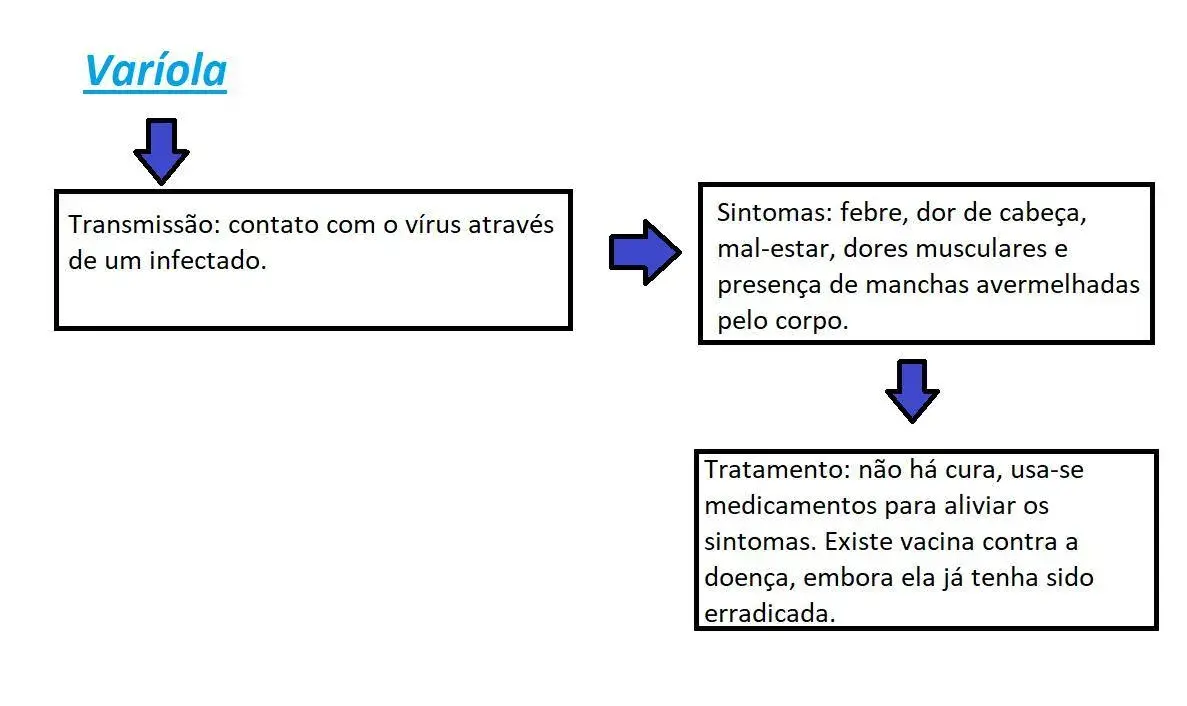 Varíola
Transmissão: contato com o vírus através
de um infectado.
Sintomas: febre, dor de cabeça,
mal-estar, dores musculares e
presença de manchas avermelhadas
pelo corpo.
Tratamento: não há cura, usa-se
medicamentos para aliviar os
sintomas. Existe vacina contra a
doença, embora ela já tenha sido
erradicada.